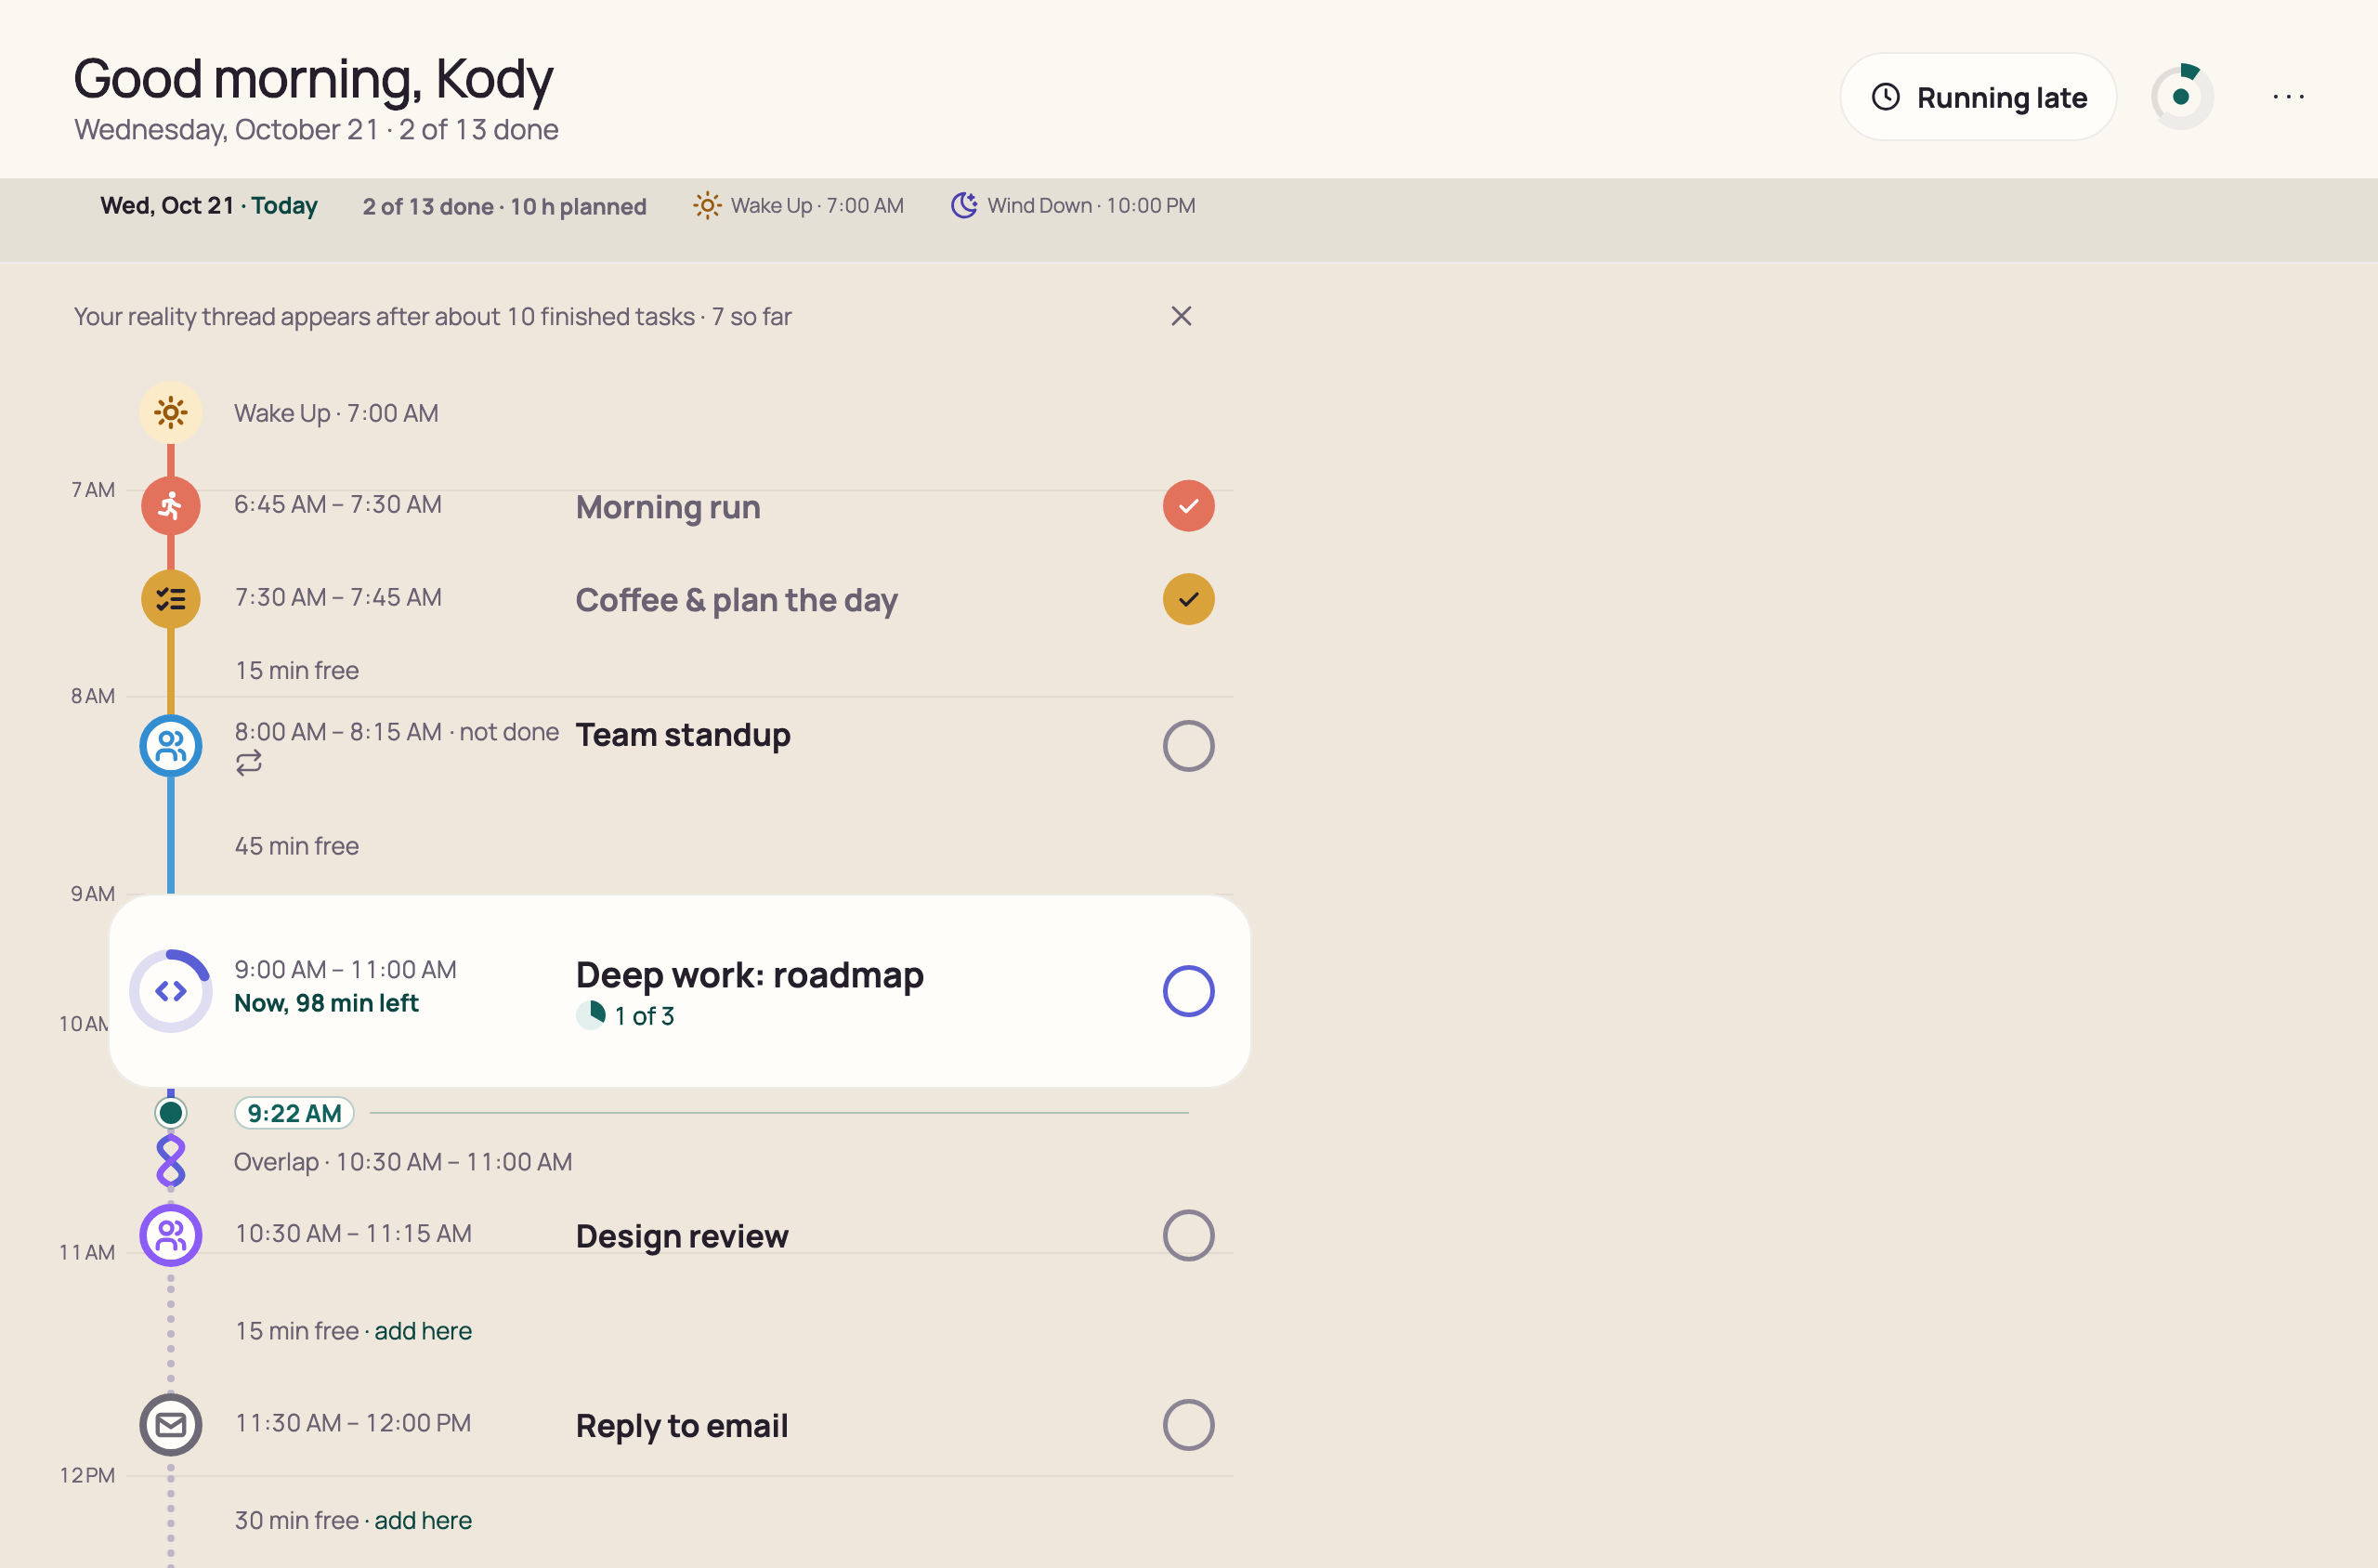 Good morning, Kody
Wednesday, October 21 · 2 of 13 done
Running late
Wed, Oct 21 · Today
2 of 13 done · 10 h planned
Wake Up · 7:00 AM
Wind Down · 10:00 PM
Your reality thread appears after about 10 finished tasks · 7 so far
Wake Up · 7:00 AM
7 AM
6:45 AM – 7:30 AM
Morning run
7:30 AM – 7:45 AM
Coffee & plan the day
15 min free
8 AM
8:00 AM – 8:15 AM · not done
Team standup
45 min free
9 AM
9:00 AM – 11:00 AM
Deep work: roadmap
Now, 98 min left
1 of 3
10 AM
9:22 AM
Overlap · 10:30 AM – 11:00 AM
10:30 AM – 11:15 AM
Design review
11 AM
15 min free · add here
11:30 AM – 12:00 PM
Reply to email
12 PM
30 min free · add here